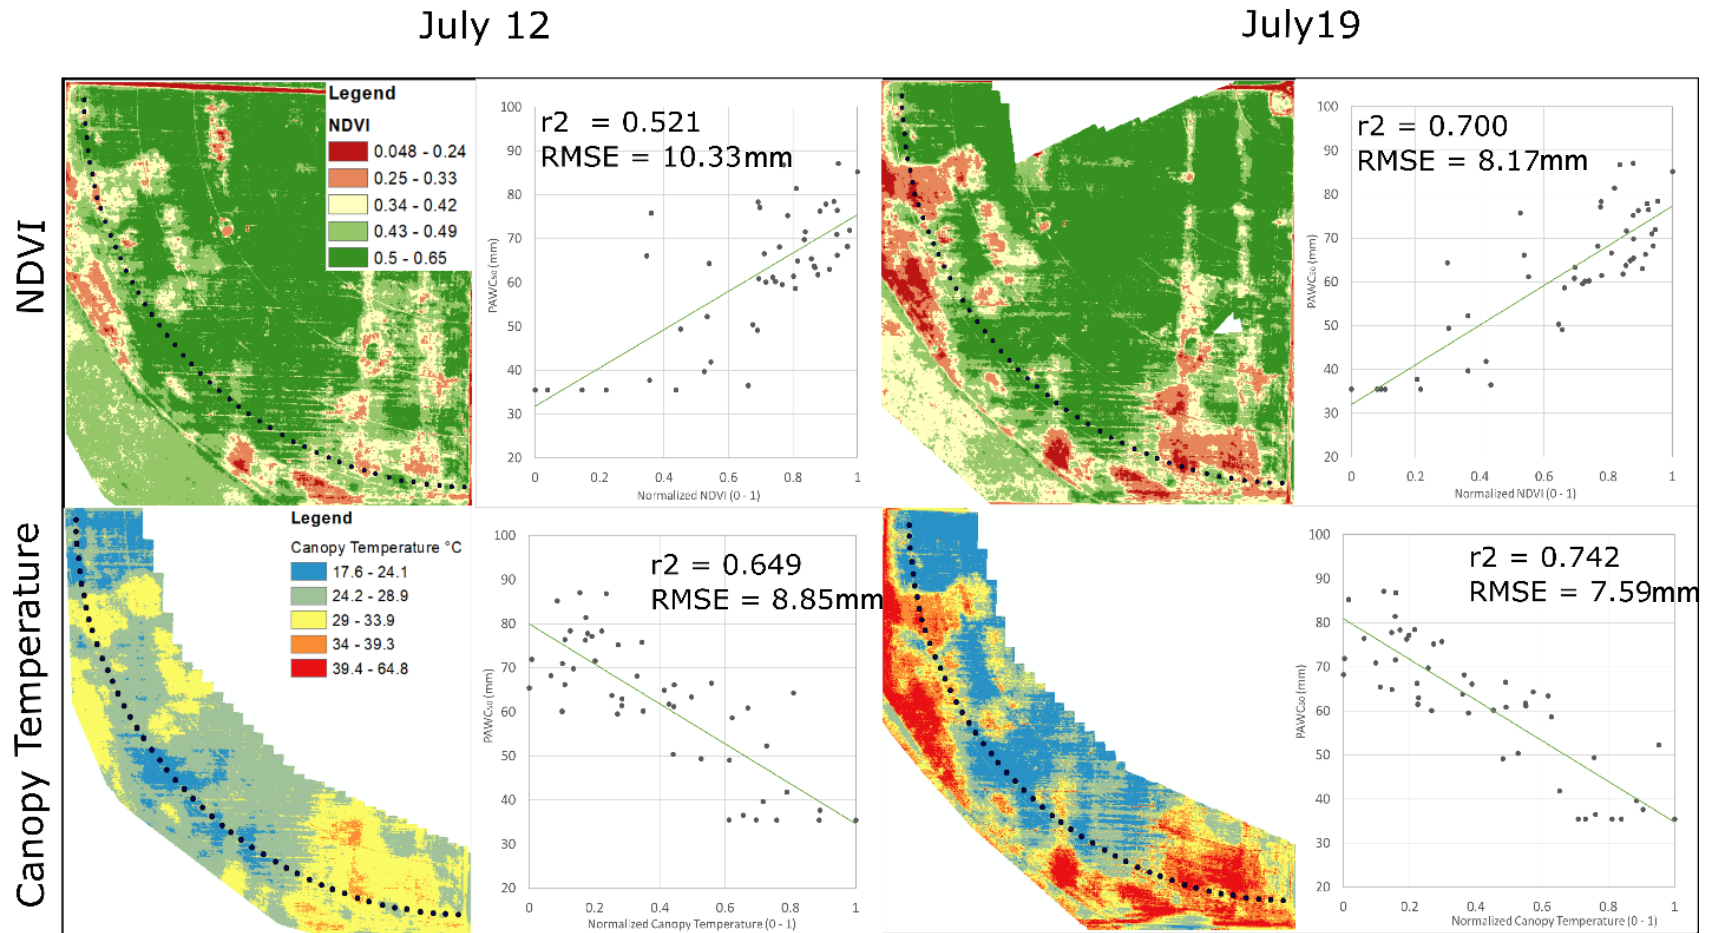 July 12
July19
NDVI
Legend
NDVI
0.048 - 0.24
0.25 - 0.33
0.34 - 0.42
0.43 - 0.49
0.5 - 0.65
r2 = 0.521
RMSE = 10.33mm
100
90
80
70
60
50
40
30
20
PAWC₅₀ (mm)
0
0.2
0.4
0.6
0.8
1
Normalized NDVI (0 - 1)
r2 = 0.700
RMSE = 8.17mm
100
90
80
70
60
50
40
30
20
PAWC₅₀ (mm)
0
0.2
0.4
0.6
0.8
1
Normalized NDVI (0 - 1)
Canopy Temperature
Legend
Canopy Temperature °C
17.6 - 24.1
24.2 - 28.9
29 - 33.9
34 - 39.3
39.4 - 64.8
r2 = 0.649
RMSE = 8.85mm
100
90
80
70
60
50
40
30
20
PAWC₅₀ (mm)
0
0.2
0.4
0.6
0.8
1
Normalized Canopy Temperature (0 - 1)
r2 = 0.742
RMSE = 7.59mm
100
90
80
70
60
50
40
30
20
PAWC₅₀ (mm)
0
0.2
0.4
0.6
0.8
1
Normalized Canopy Temperature (0 - 1)